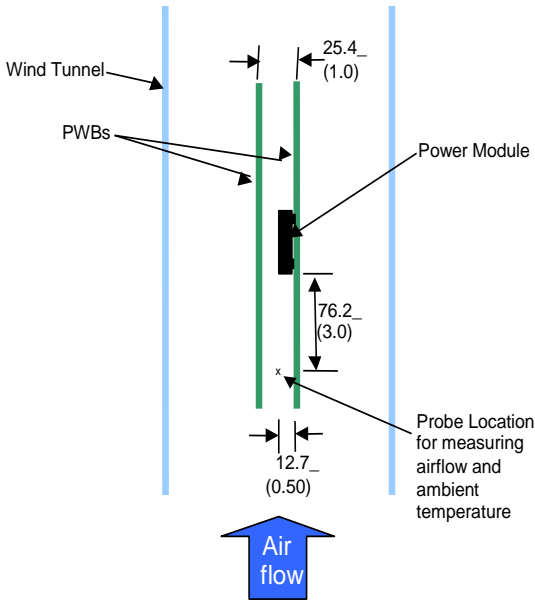 25.4_
(1.0)
Wind Tunnel
PWBs
Power Module
76.2_
(3.0)
x
Probe Location
for measuring
airflow and
ambient
temperature
12.7_
(0.50)
Air
flow